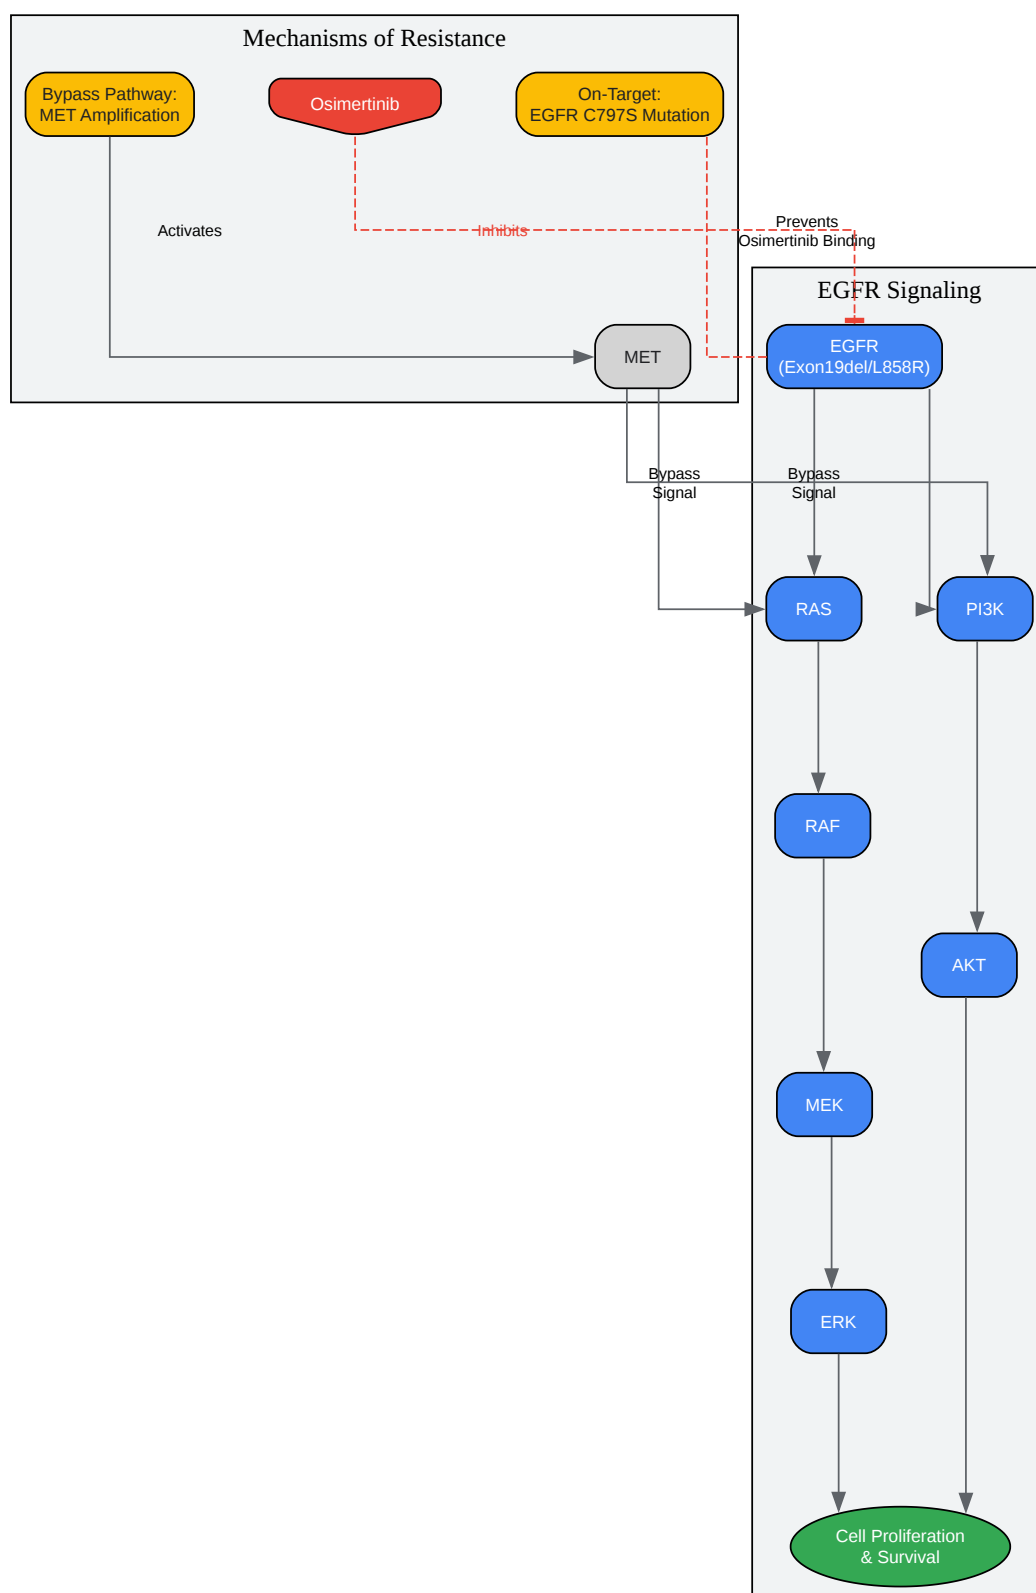 Mechanisms of Resistance
Bypass Pathway:
MET Amplification
Osimertinib
On-Target:
EGFR C797S Mutation
Activates
Inhibits
Prevents
Osimertinib Binding
EGFR Signaling
MET
EGFR
(Exon19del/L858R)
Bypass
Signal
Bypass
Signal
RAS
PI3K
RAF
AKT
MEK
ERK
Cell Proliferation
& Survival